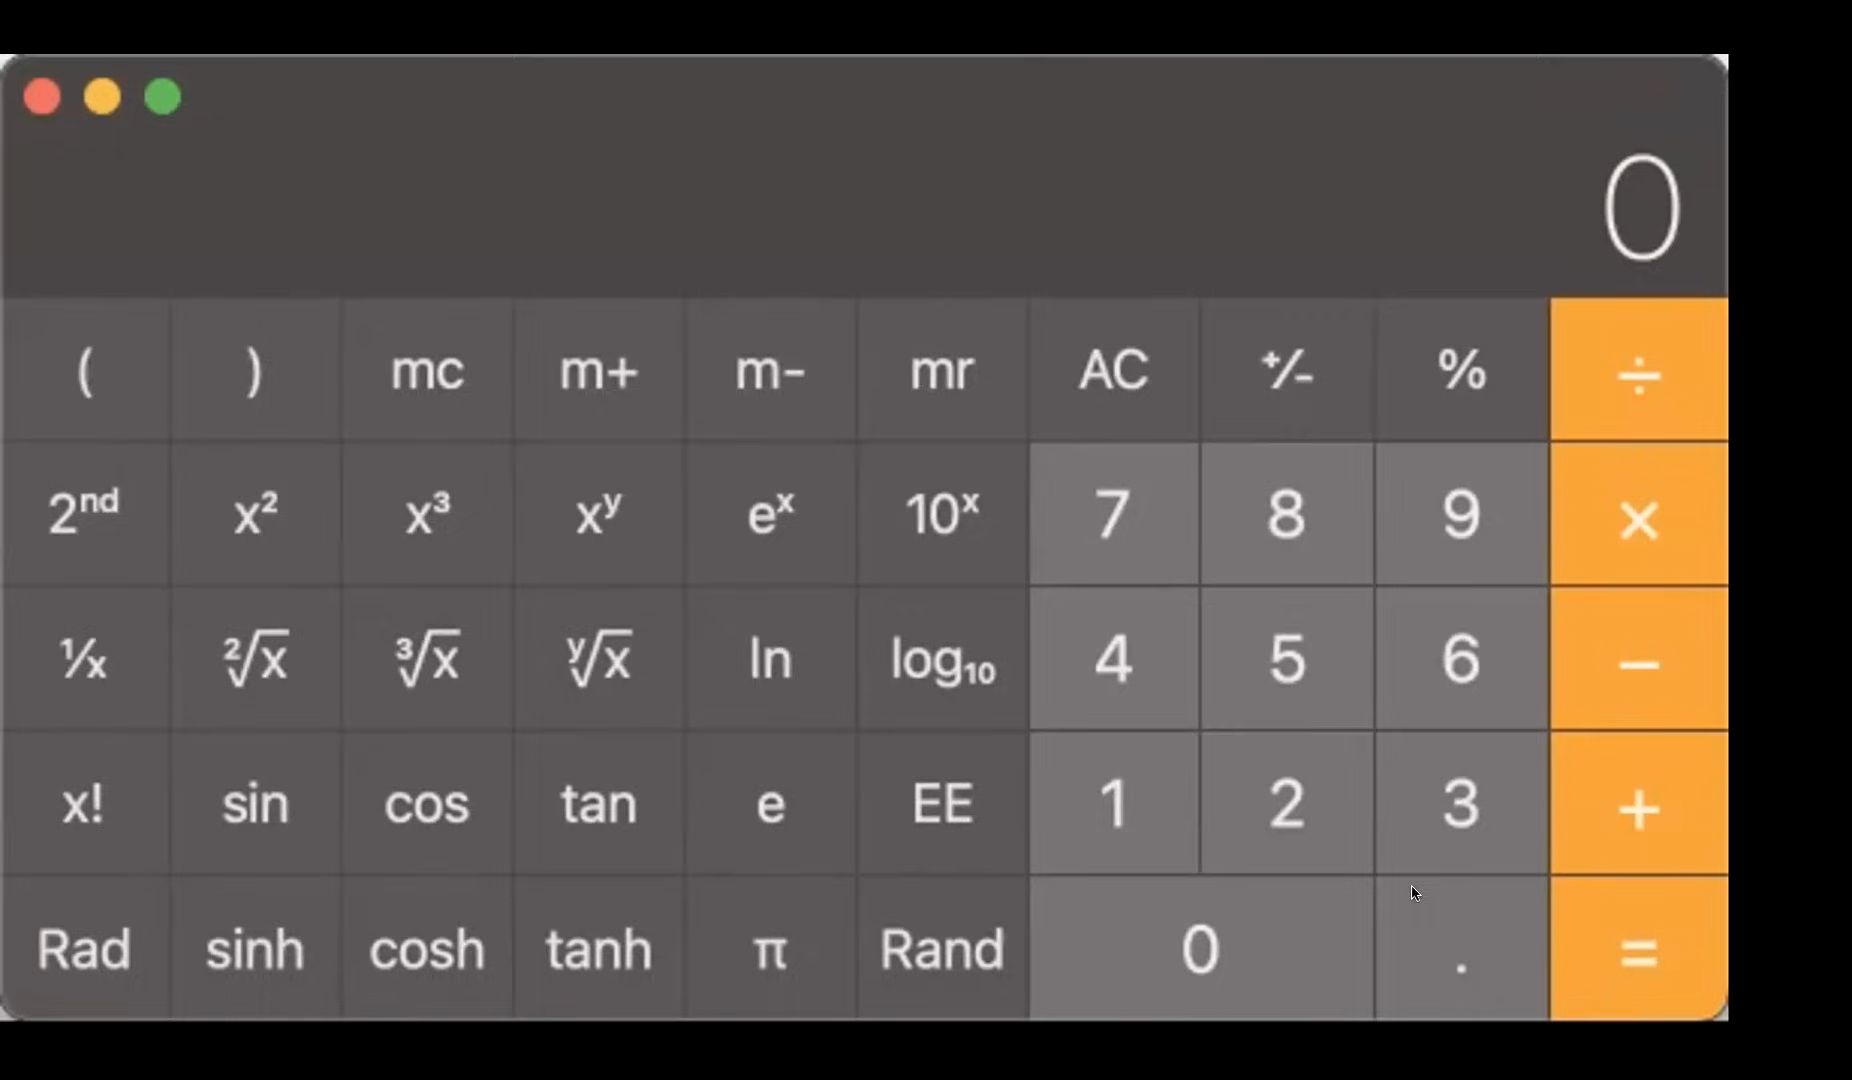 0
( ) mc m+ m- mr AC ⁺∕₋ % ÷
2ⁿᵈ x² x³ xʸ eˣ 10ˣ 7 8 9 ×
¹∕ₓ ²√x ³√x ʸ√x ln log₁₀ 4 5 6 −
x! sin cos tan e EE 1 2 3 +
Rad sinh cosh tanh π Rand 0 . =